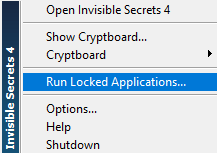 Open Invisible Secrets 4
Show Cryptboard...
Cryptboard
Run Locked Applications...
Options...
Help
Shutdown
Invisible Secrets 4